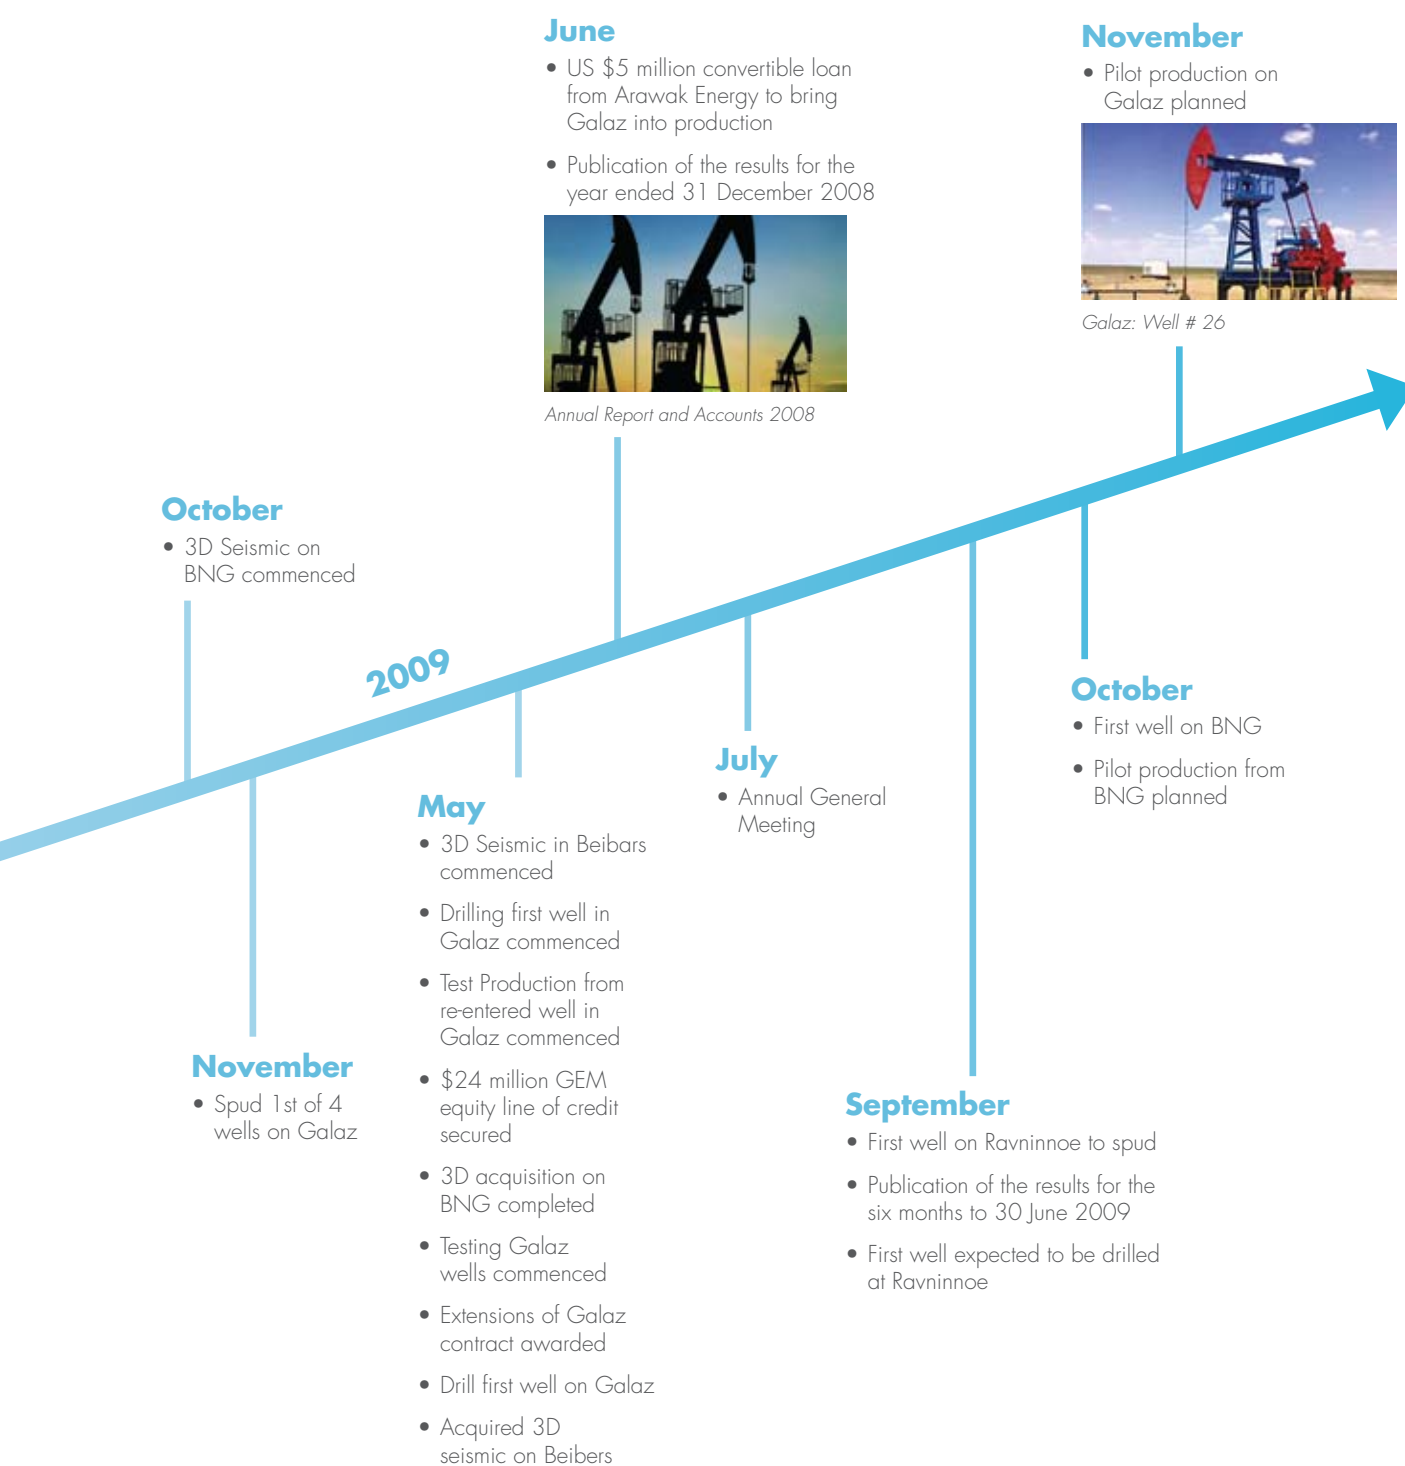 October
• 3D Seismic on
BNG commenced
November
• Spud 1st of 4
wells on Galaz
2009
May
• 3D Seismic in Beibars
commenced
• Drilling first well in
Galaz commenced
• Test Production from
re-entered well in
Galaz commenced
• $24 million GEM
equity line of credit
secured
• 3D acquisition on
BNG completed
• Testing Galaz
wells commenced
• Extensions of Galaz
contract awarded
• Drill first well on Galaz
• Acquired 3D
seismic on Beibers
June
• US $5 million convertible loan
from Arawak Energy to bring
Galaz into production
• Publication of the results for the
year ended 31 December 2008
Annual Report and Accounts 2008
July
• Annual General
Meeting
September
• First well on Ravninnoe to spud
• Publication of the results for the
six months to 30 June 2009
• First well expected to be drilled
at Ravninnoe
October
• First well on BNG
• Pilot production from
BNG planned
November
• Pilot production on
Galaz planned
Galaz: Well # 26